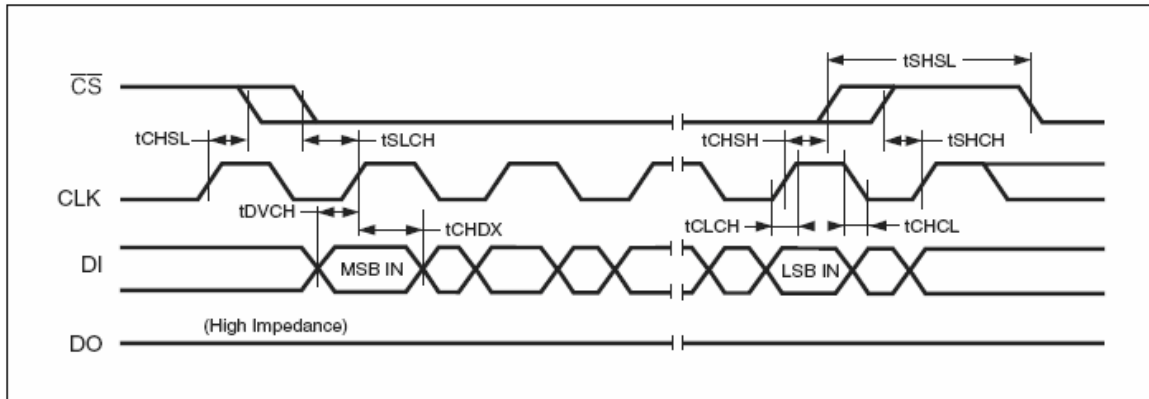 tSHSL
CS
tCHSL
tSLCH
tCHSH
tSHCH
CLK
tDVCH
tCHDX
tCLCH
tCHCL
DI
MSB IN
LSB IN
(High Impedance)
DO